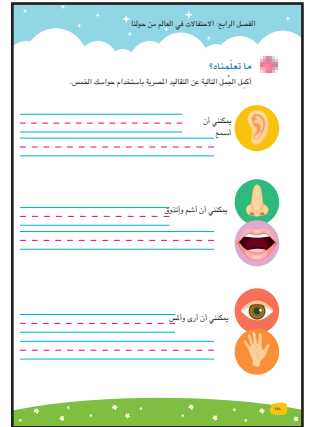 الفصل الرابع: الاحتفالات في العالم من حولنا
ما تعلّمناه؟
أكمِل الجُمل التالية عن التقاليد المصرية باستخدام حواسك الخمس.
يمكنني أن
أسمع
يمكنني أن أشم وأتذوق
يمكنني أن أرى وألمس